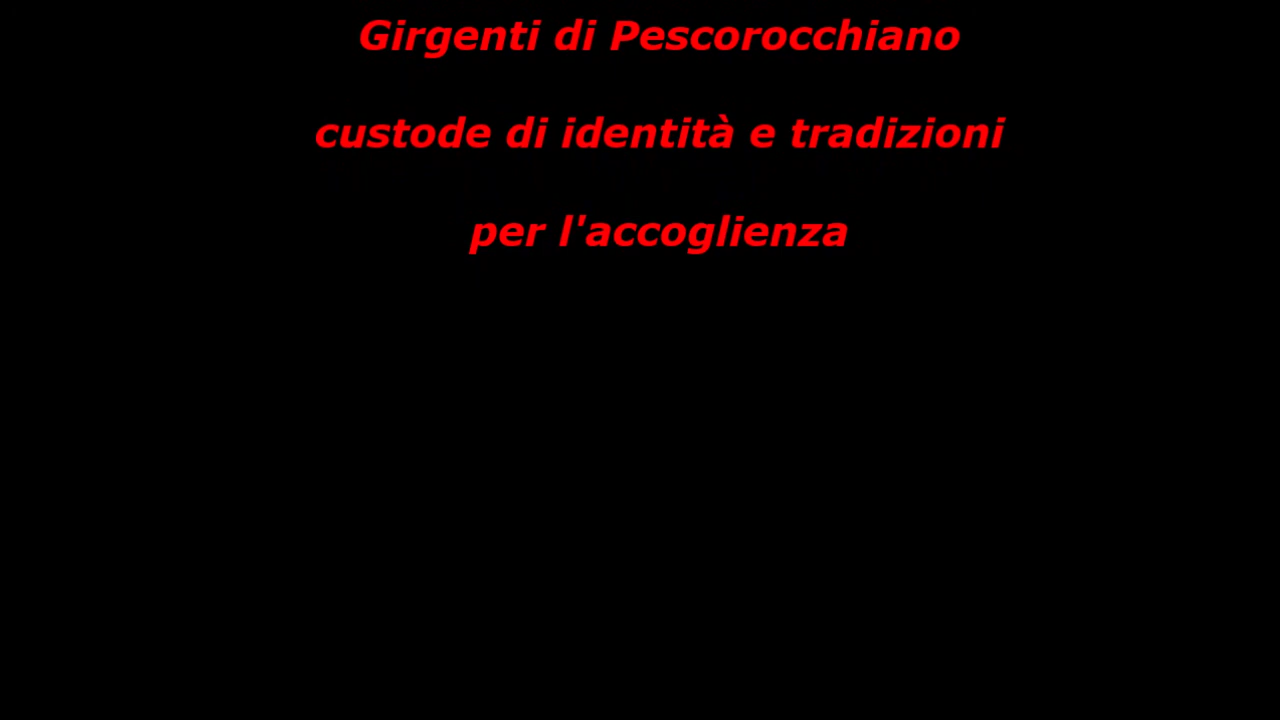 Girgenti di Pescorocchiano
custode di identità e tradizioni
per l'accoglienza